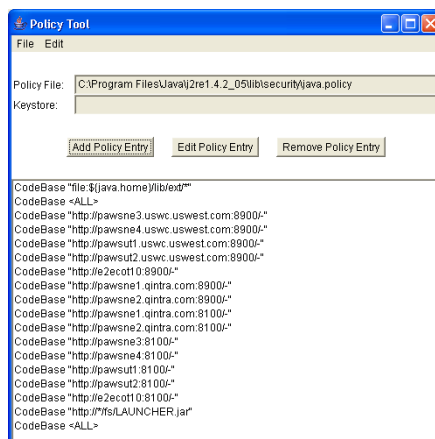 Policy Tool
File Edit
Policy File: C:\Program Files\Java\j2re1.4.2_05\lib\security\java.policy
Keystore:
Add Policy Entry Edit Policy Entry Remove Policy Entry
CodeBase "file:${java.home}/lib/ext/*"
CodeBase <ALL>
CodeBase "http://pawsne3.uswc.uswest.com:8900/-"
CodeBase "http://pawsne4.uswc.uswest.com:8900/-"
CodeBase "http://pawsut1.uswc.uswest.com:8900/-"
CodeBase "http://pawsut2.uswc.uswest.com:8900/-"
CodeBase "http://e2ecot10:8900/-"
CodeBase "http://pawsne1.qintra.com:8900/-"
CodeBase "http://pawsne2.qintra.com:8900/-"
CodeBase "http://pawsne1.qintra.com:8100/-"
CodeBase "http://pawsne2.qintra.com:8100/-"
CodeBase "http://pawsne3:8100/-"
CodeBase "http://pawsne4:8100/-"
CodeBase "http://pawsut1:8100/-"
CodeBase "http://pawsut2:8100/-"
CodeBase "http://e2ecot10:8100/-"
CodeBase "http://*/fs/LAUNCHER.jar"
CodeBase <ALL>